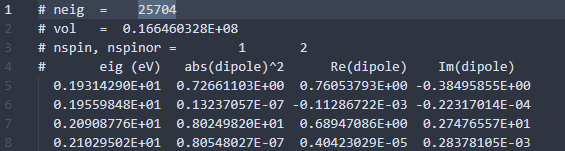 1 # neig = 25704
2 # vol = 0.166460328E+08
3 # nspin, nspinor = 1 2
4 # eig (eV) abs(dipole)^2 Re(dipole) Im(dipole)
5 0.19314290E+01 0.72661103E+00 0.76053793E+00 -0.38495855E+00
6 0.19559848E+01 0.13237067E-07 -0.11286722E-03 -0.22317014E-04
7 0.20908776E+01 0.80249820E+01 0.68947086E+00 0.27476557E+01
8 0.21029502E+01 0.80548027E-07 0.40423029E-05 0.28378105E-03